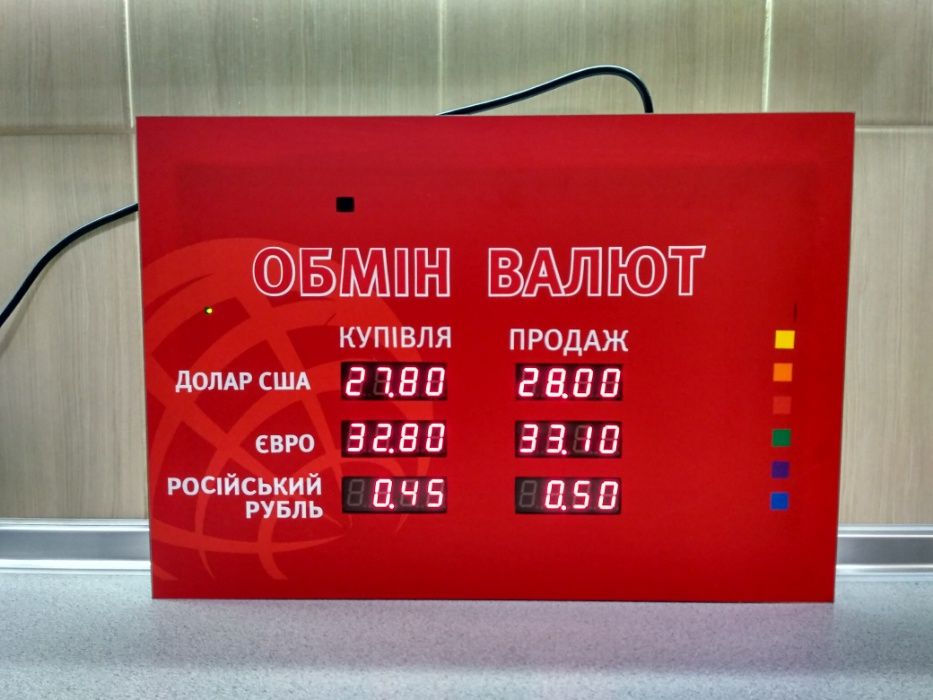 ОБМІН ВАЛЮТ
КУПІВЛЯ ПРОДАЖ
ДОЛАР США 27.80 28.00
ЄВРО 32.80 33.10
РОСІЙСЬКИЙ
РУБЛЬ 0.45 0.50